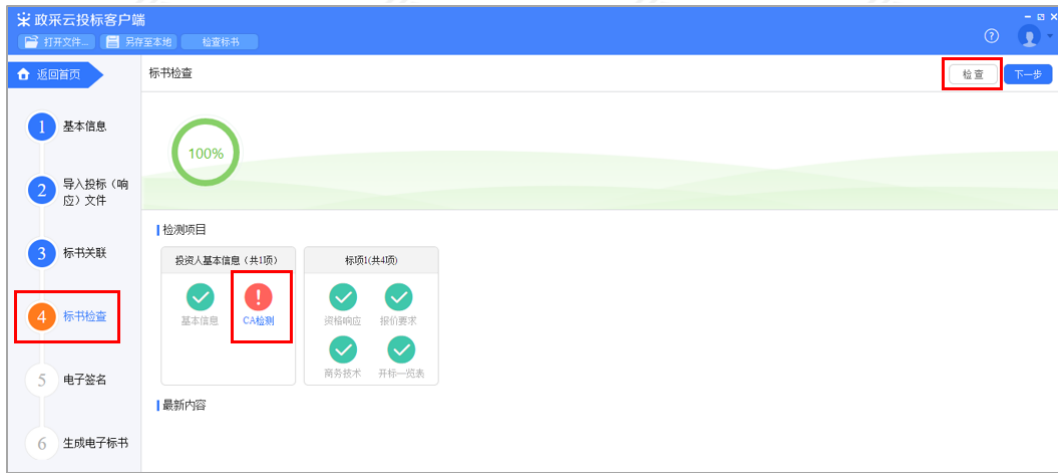 政采云投标客户端
打开文件... 另存至本地 检查标书
返回首页
标书检查
检查 下一步
1 基本信息
2 导入投标（响
应）文件
3 标书关联
4 标书检查
5 电子签名
6 生成电子标书
100%
检测项目
投资人基本信息（共1项）
基本信息 CA检测
标项1(共4项)
资格响应 报价要求
商务技术 开标一览表
最新内容